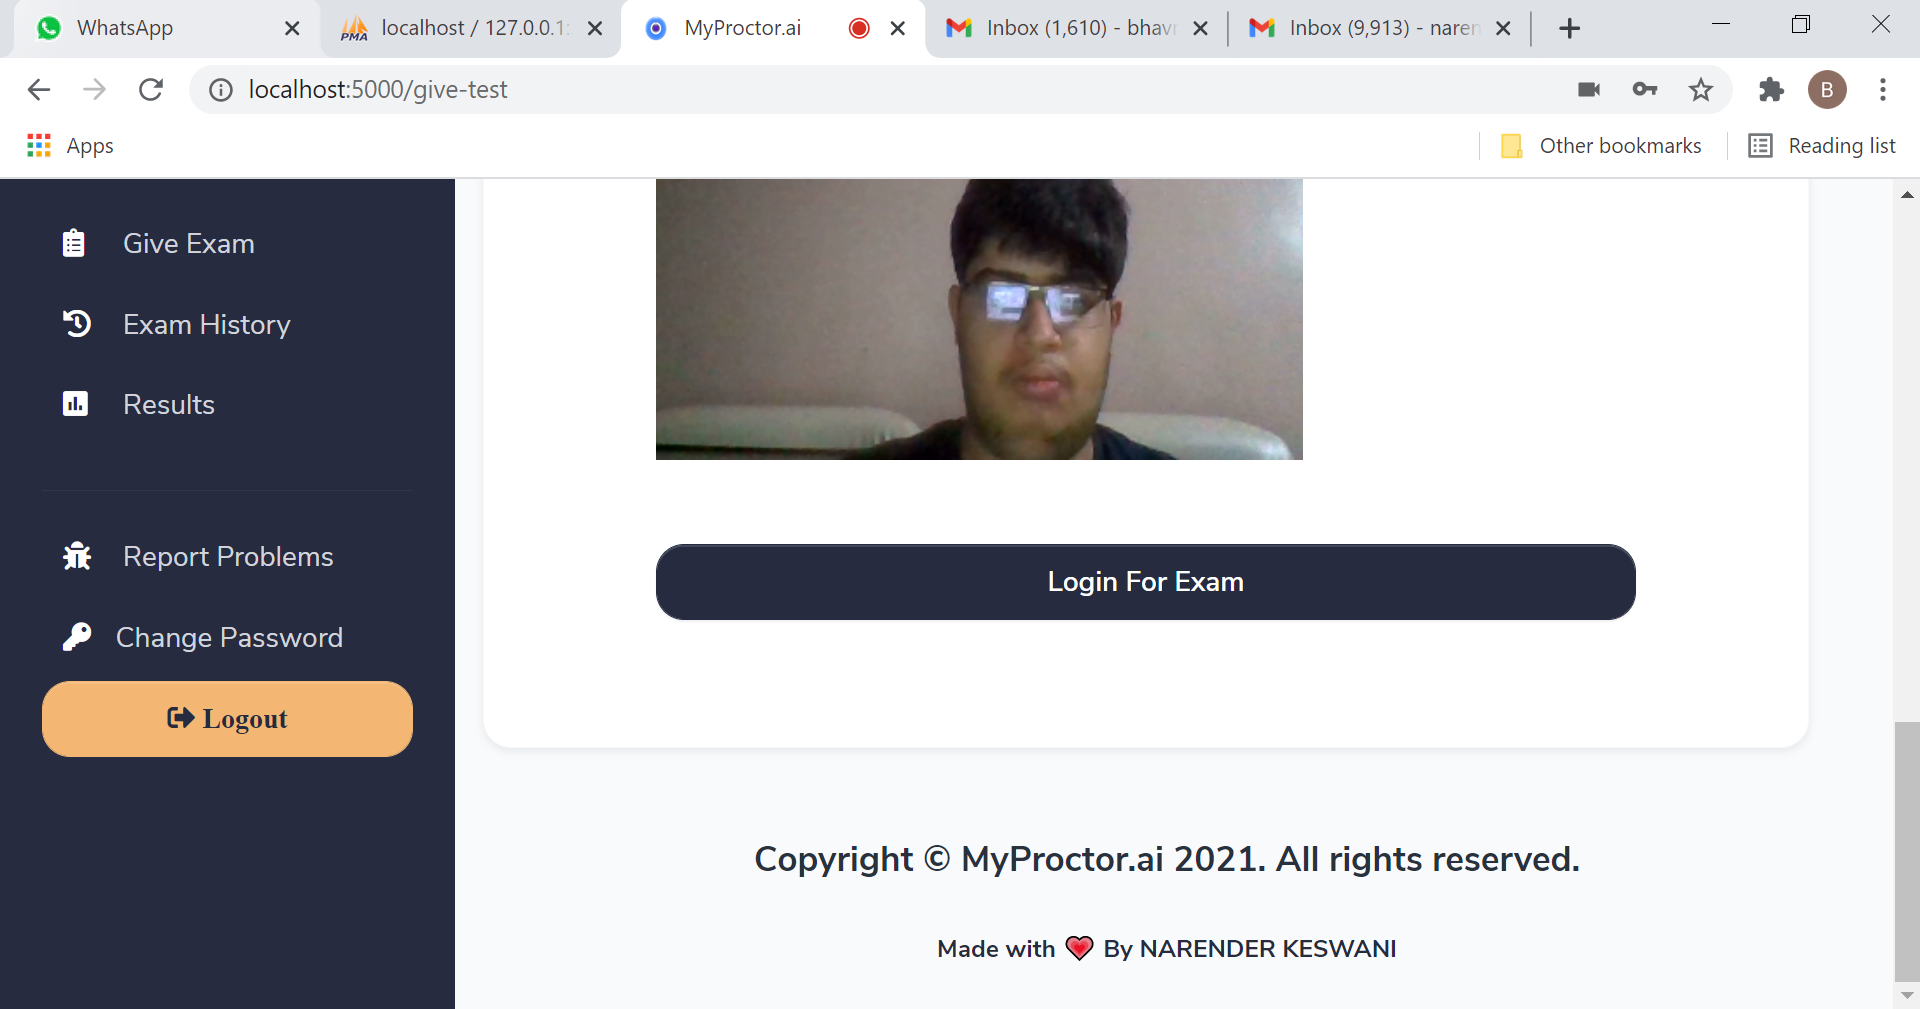 WhatsApp
localhost / 127.0.0.1:
MyProctor.ai
Inbox (1,610) - bhavn
Inbox (9,913) - naren
localhost:5000/give-test
B
Apps
Other bookmarks
Reading list
Give Exam
Exam History
Results
Report Problems
Change Password
Logout
Login For Exam
Copyright © MyProctor.ai 2021. All rights reserved.
Made with ❤ By NARENDER KESWANI
PMA